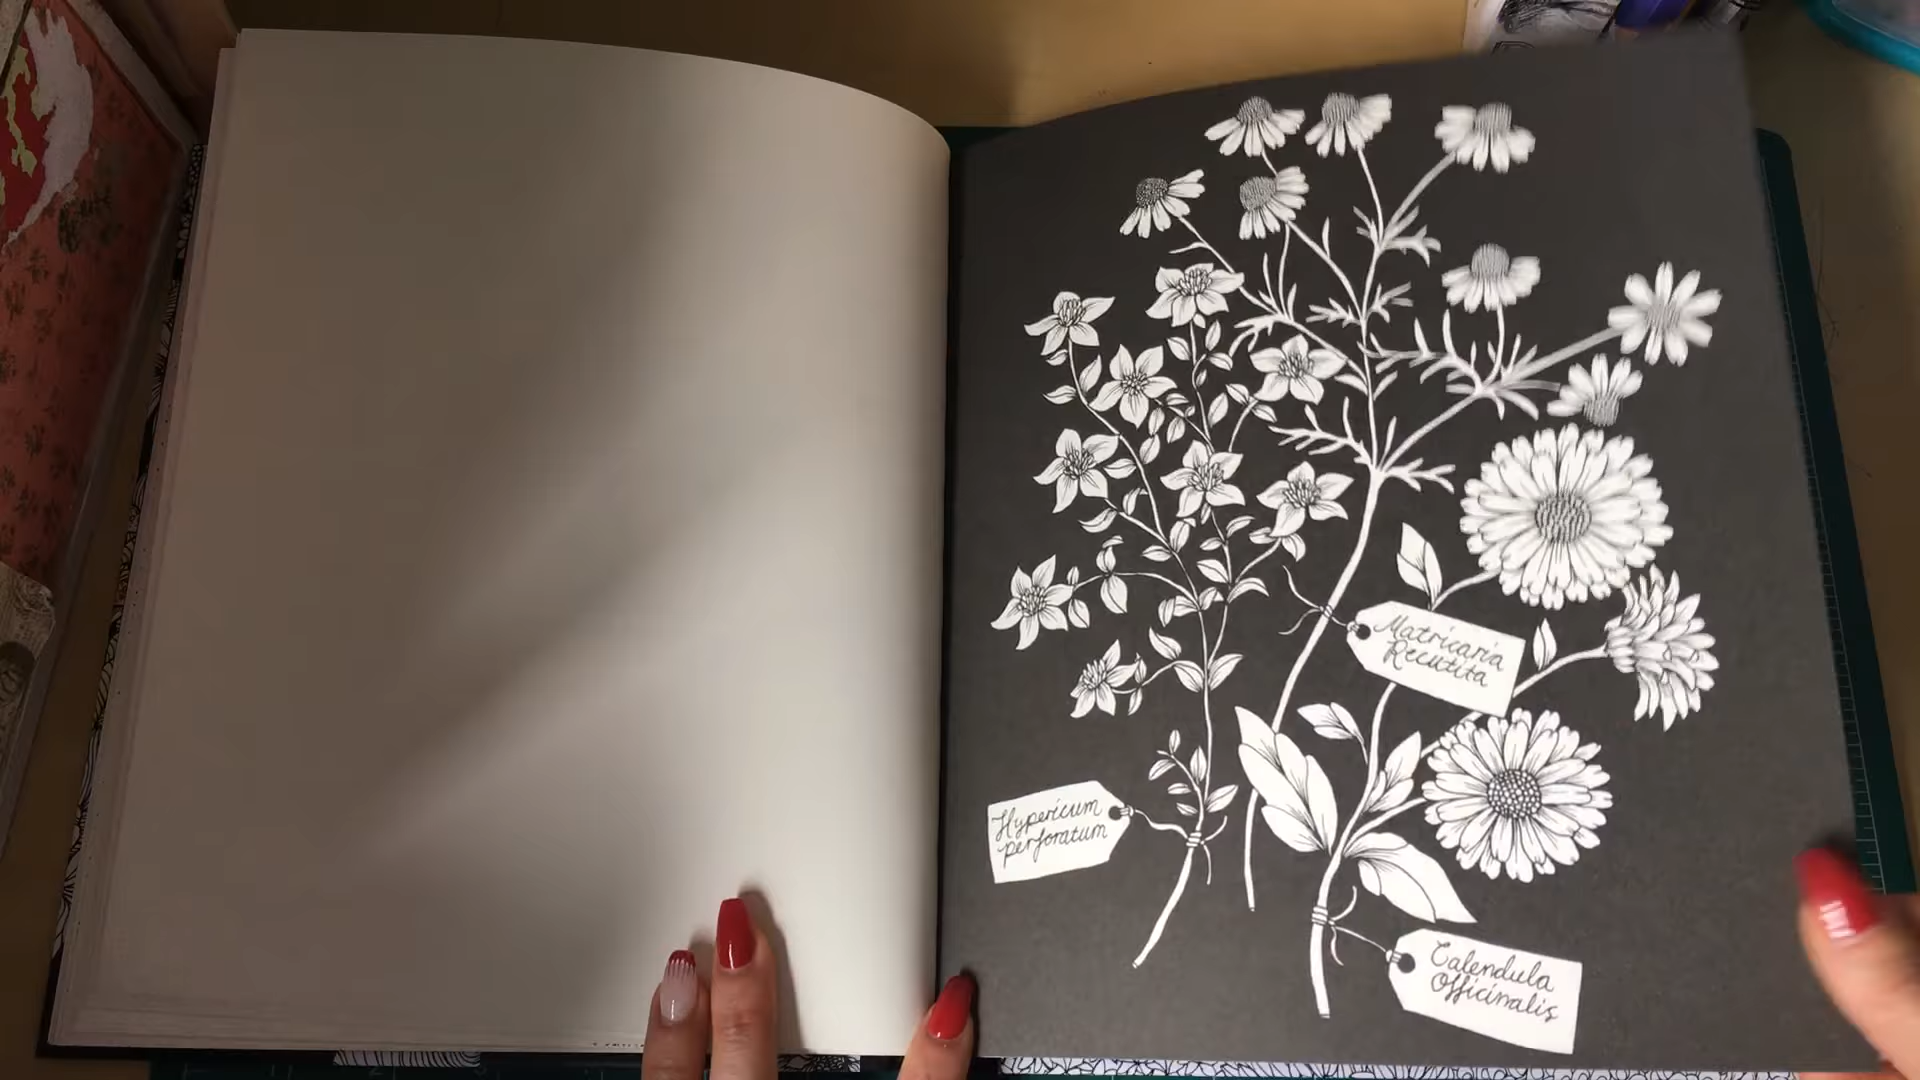 Matricaria
Recutita
Hypericum
perforatum
Calendula
Officinalis